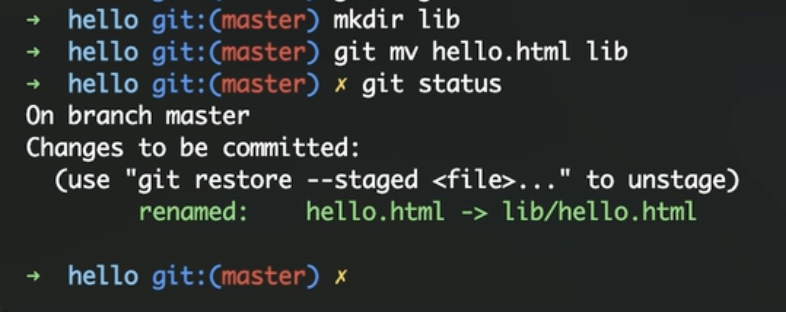 → hello git:(master) mkdir lib
→ hello git:(master) git mv hello.html lib
→ hello git:(master) ✗ git status
On branch master
Changes to be committed:
  (use "git restore --staged <file>..." to unstage)
        renamed:    hello.html -> lib/hello.html

→ hello git:(master) ✗